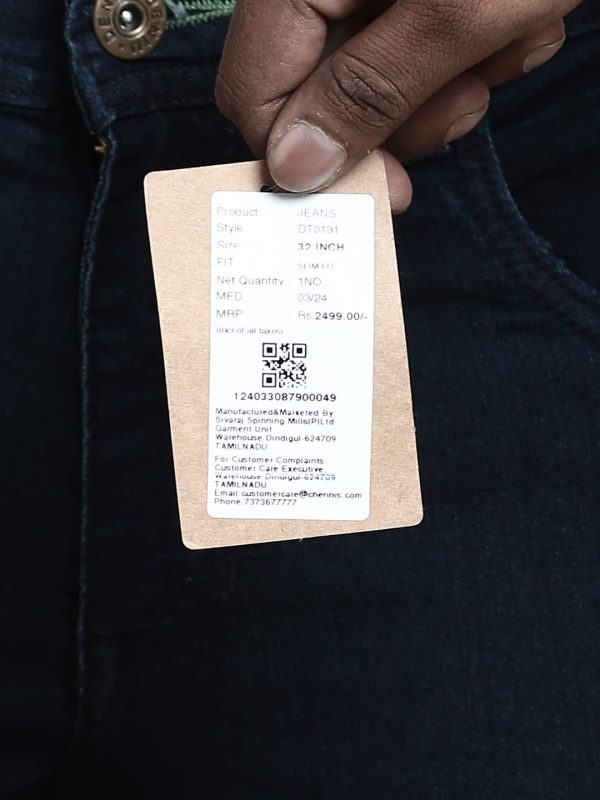 DEN
Product : JEANS
Style : DT0131
Size : 32 INCH
FIT : SLIM FIT
Net Quantity : 1NO
MFD : 03/24
MRP : Rs.2499.00/-
(Incl of all taxes)
124033087900049
Manufactured&Marketed By:
Sivaraj Spinning Mills(P)Ltd
Garment Unit
Warehouse Dindigul-624709
TAMILNADU
For Customer Complaints:
Customer Care Executive
Warehouse Dindigul-624709
TAMILNADU
Email:customercare@chennis.com
Phone:7373677777